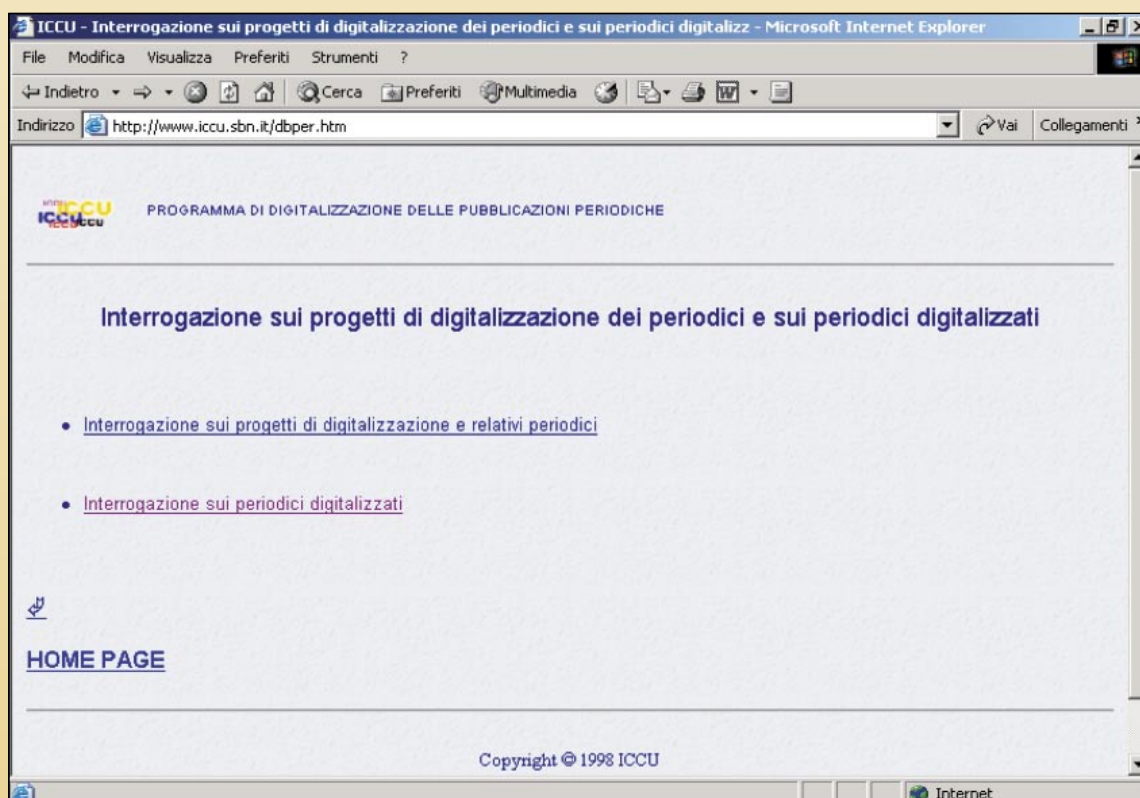 ICCU - Interrogazione sui progetti di digitalizzazione dei periodici e sui periodici digitalizz - Microsoft Internet Explorer
File Modifica Visualizza Preferiti Strumenti ?
Indietro Cerca Preferiti Multimedia
Indirizzo http://www.iccu.sbn.it/dbper.htm Vai Collegamenti
ICCU PROGRAMMA DI DIGITALIZZAZIONE DELLE PUBBLICAZIONI PERIODICHE
Interrogazione sui progetti di digitalizzazione dei periodici e sui periodici digitalizzati
• Interrogazione sui progetti di digitalizzazione e relativi periodici
• Interrogazione sui periodici digitalizzati
HOME PAGE
Copyright © 1998 ICCU
Internet